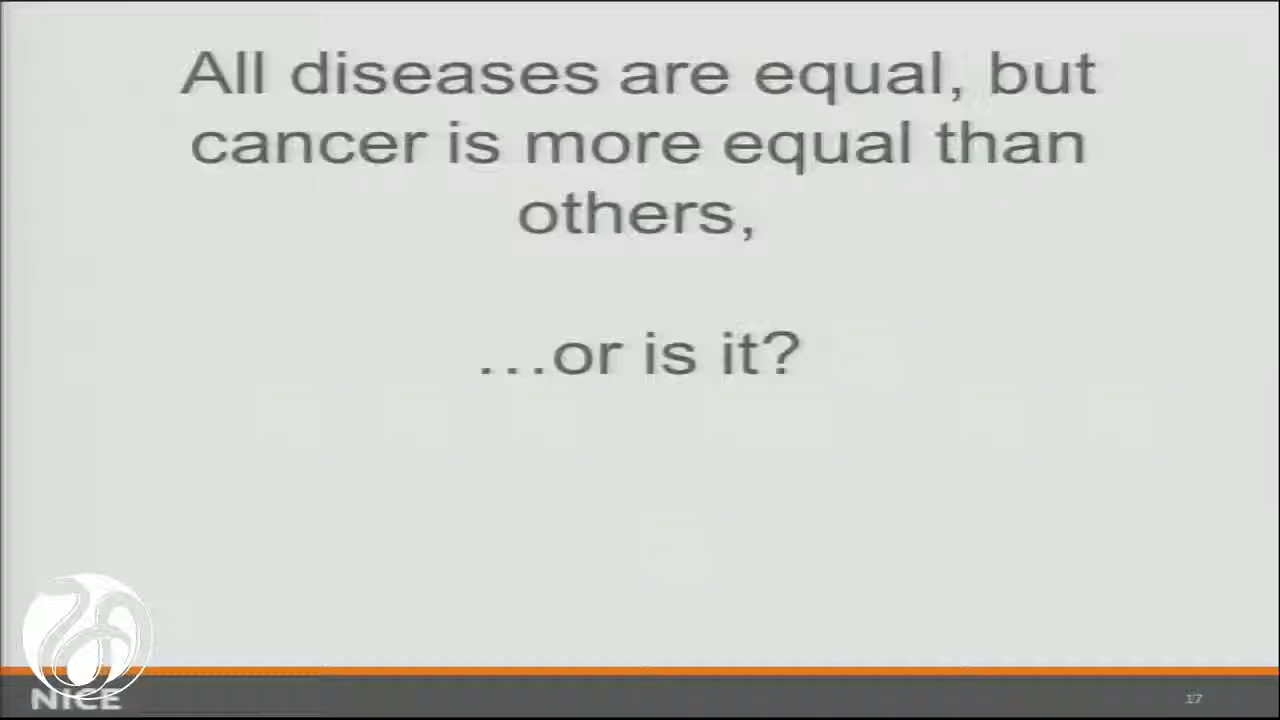 All diseases are equal, but
cancer is more equal than
others,
…or is it?
NICE
17